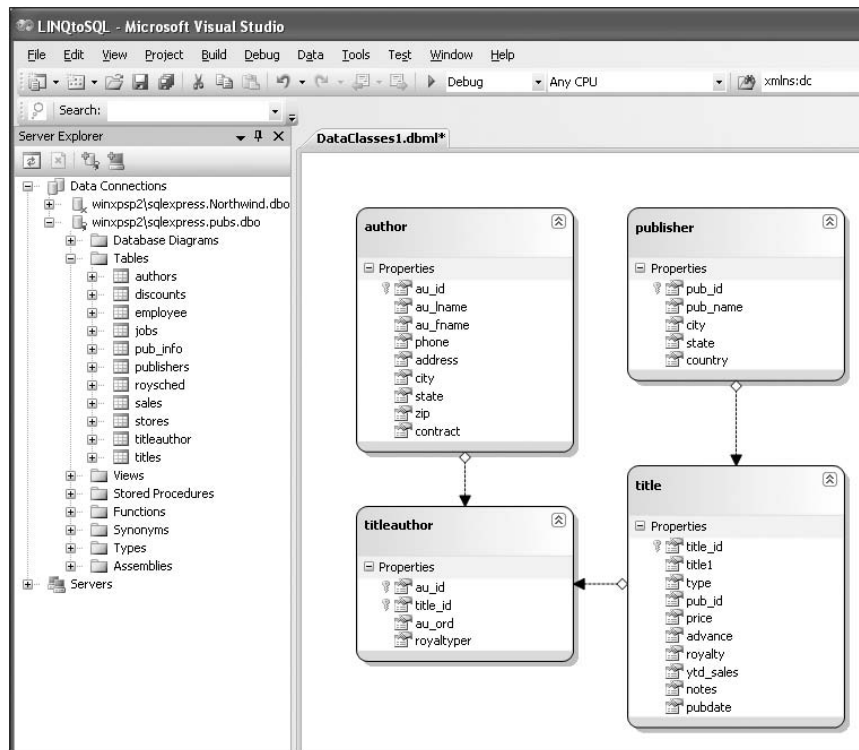 LINQtoSQL - Microsoft Visual Studio
File Edit View Project Build Debug Data Tools Test Window Help
Debug Any CPU xmlns:dc
Search:
Server Explorer
DataClasses1.dbml*
Data Connections
winxpsp2\sqlexpress.Northwind.dbo
winxpsp2\sqlexpress.pubs.dbo
Database Diagrams
Tables
authors
discounts
employee
jobs
pub_info
publishers
roysched
sales
stores
titleauthor
titles
Views
Stored Procedures
Functions
Synonyms
Types
Assemblies
Servers
author
Properties
au_id
au_lname
au_fname
phone
address
city
state
zip
contract
publisher
Properties
pub_id
pub_name
city
state
country
titleauthor
Properties
au_id
title_id
au_ord
royaltyper
title
Properties
title_id
title1
type
pub_id
price
advance
royalty
ytd_sales
notes
pubdate